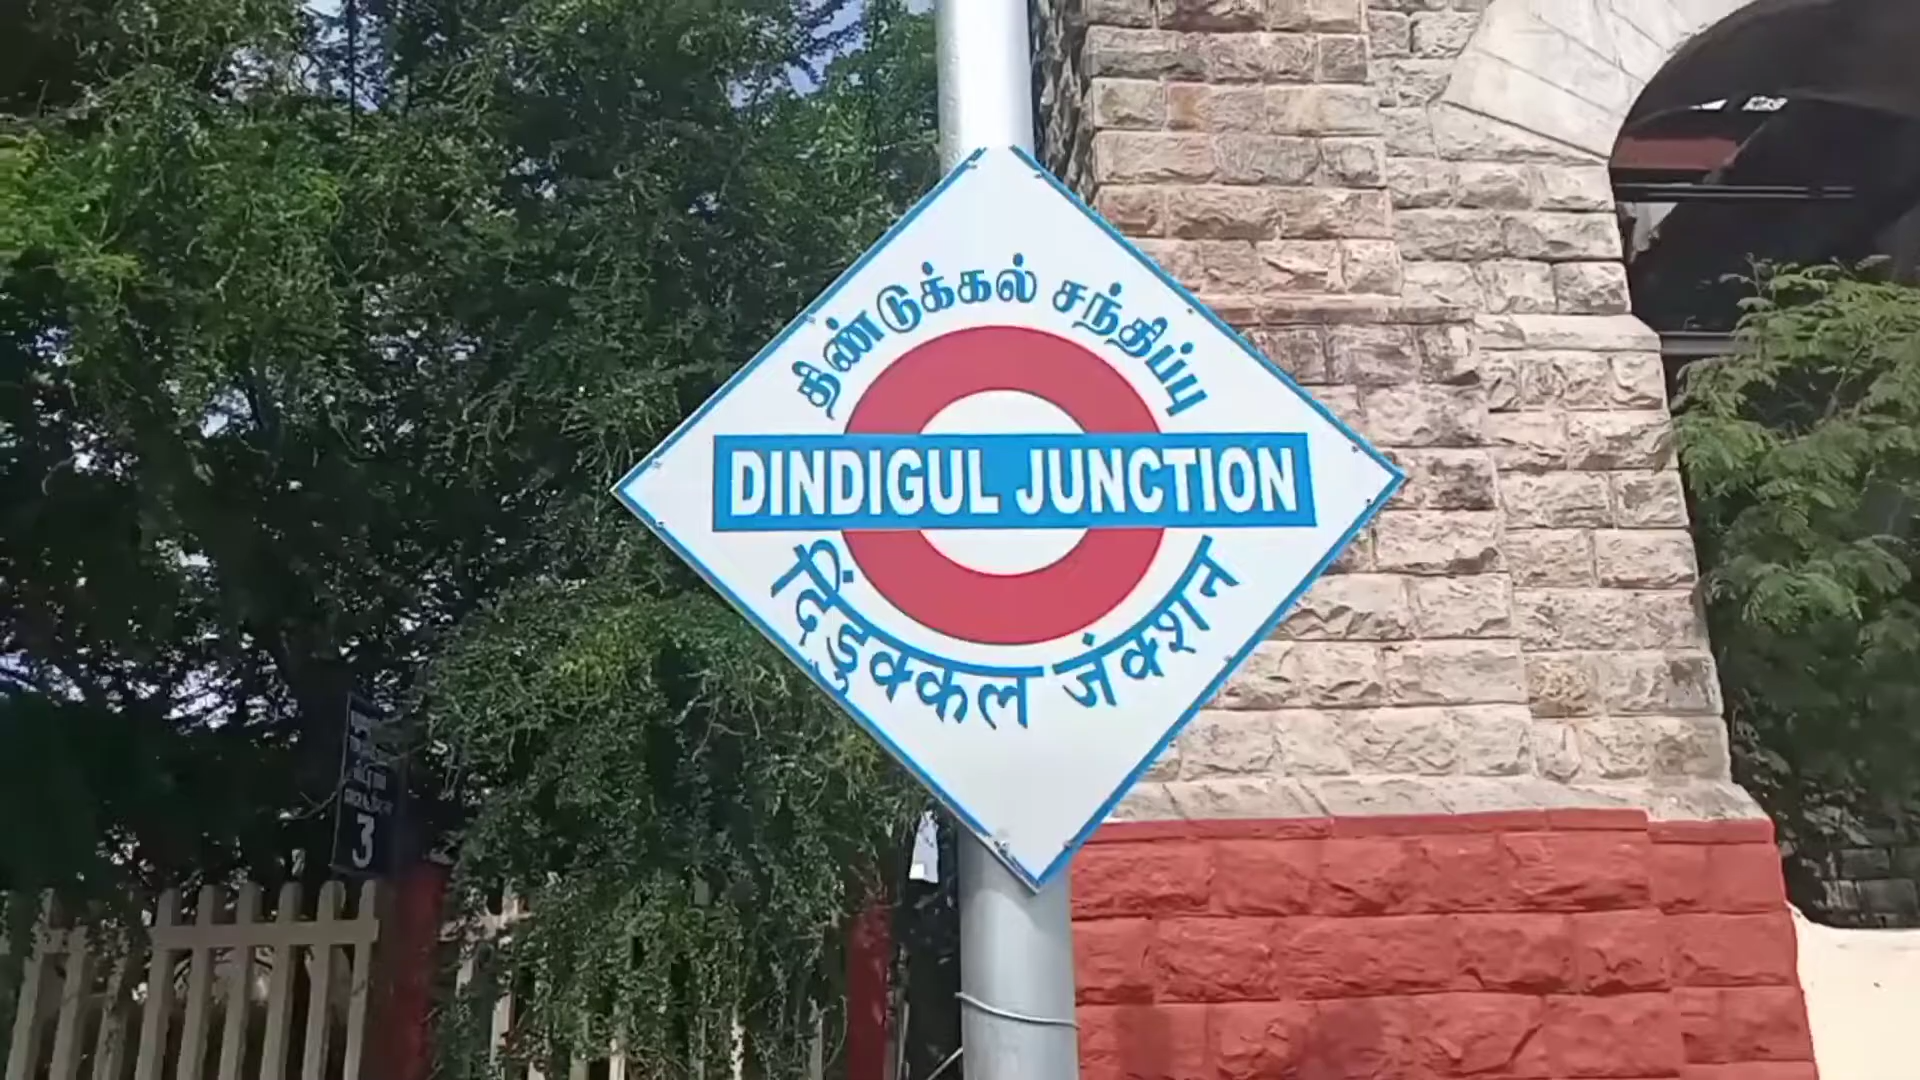 திண்டுக்கல் சந்திப்பு
DINDIGUL JUNCTION
दिंडुक्कल जंक्शन
3